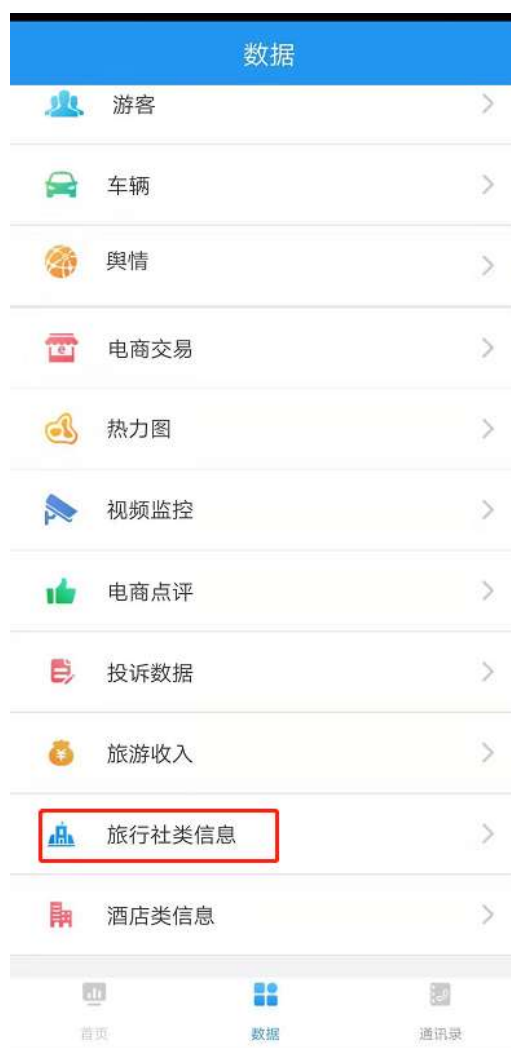 数据
游客
车辆
舆情
电商交易
热力图
视频监控
电商点评
投诉数据
旅游收入
旅行社类信息
酒店类信息
首页
数据
通讯录